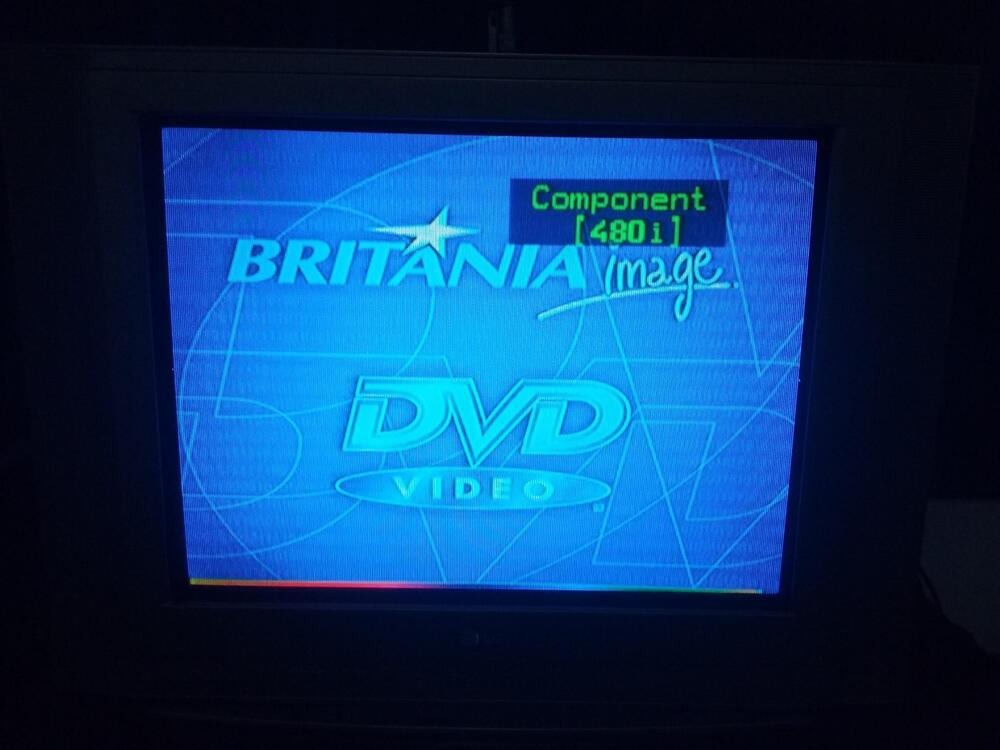 Component
[480i]
BRITANIA image
DVD
VIDEO